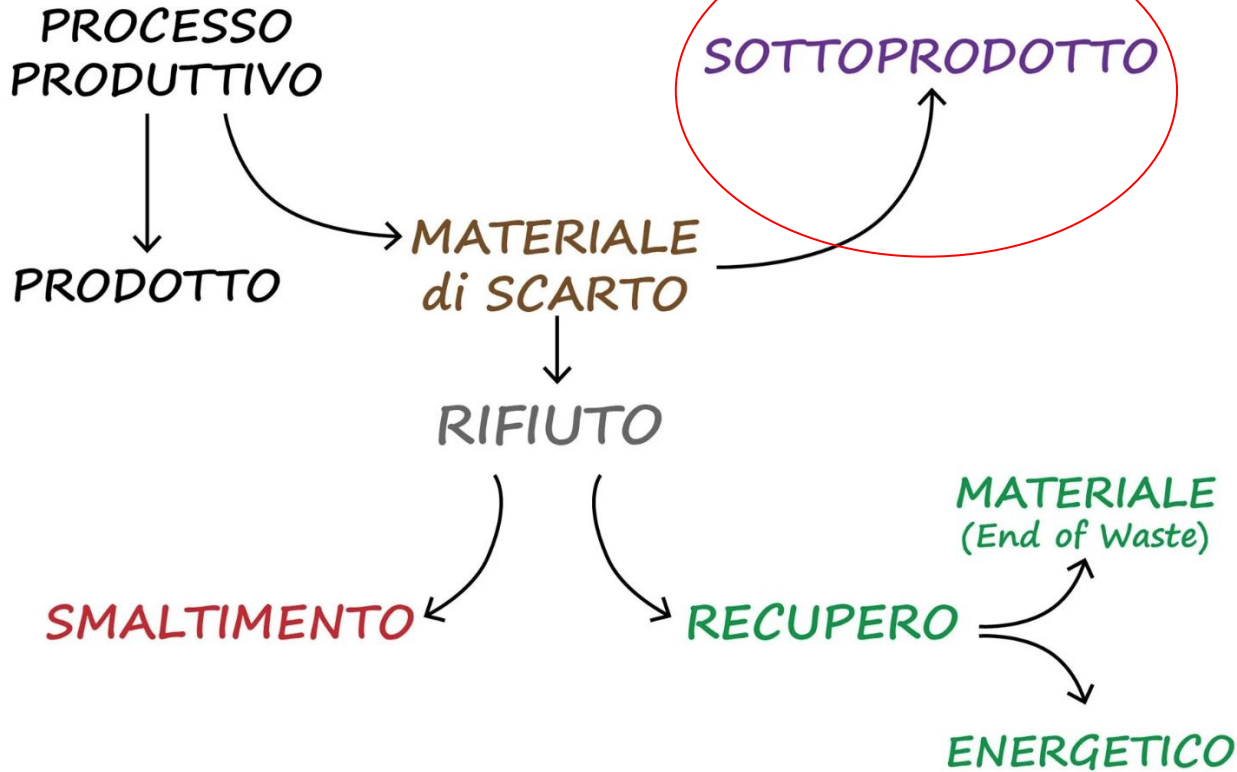 PROCESSO
PRODUTTIVO
SOTTOPRODOTTO
PRODOTTO
MATERIALE
di SCARTO
RIFIUTO
MATERIALE
(End of Waste)
SMALTIMENTO
RECUPERO
ENERGETICO